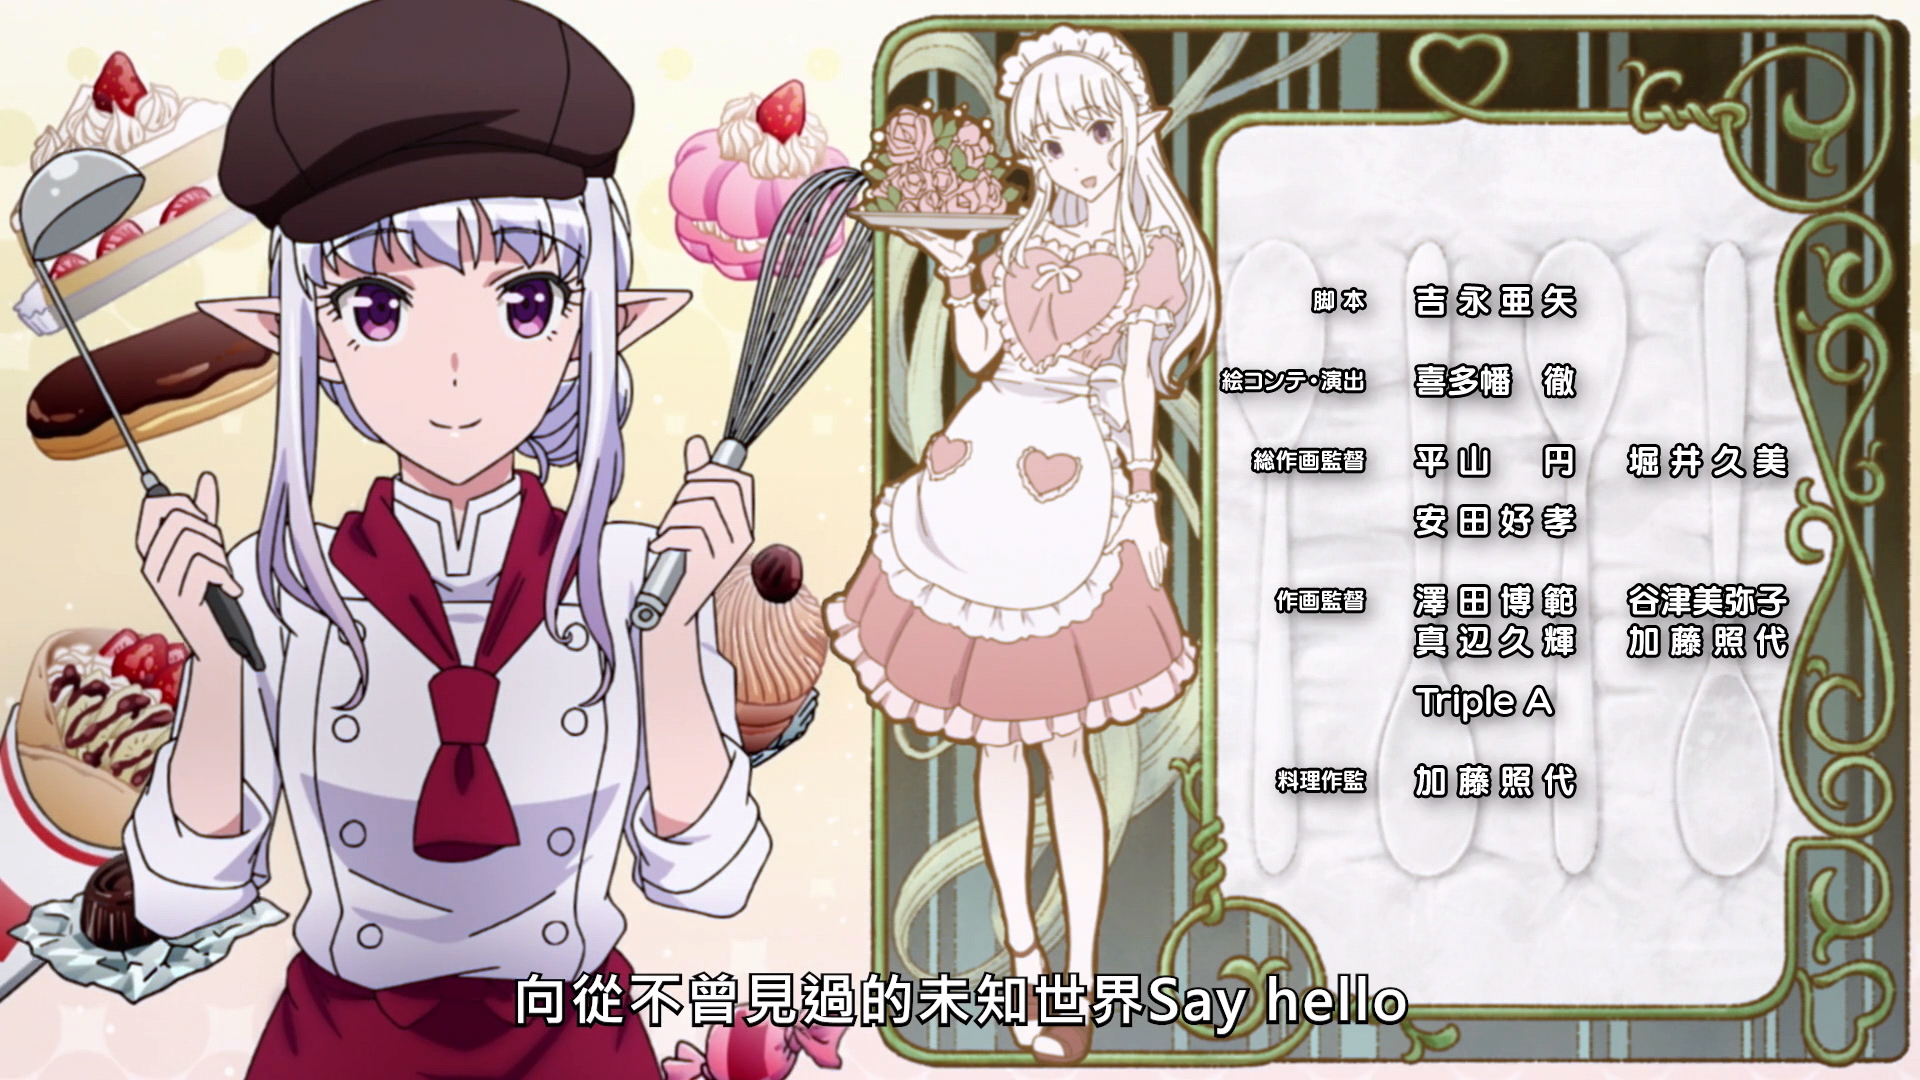 脚本 吉永亜矢
絵コンテ・演出 喜多幡 徹
総作画監督 平山 円 堀井久美
安田好孝
作画監督 澤田博範 谷津美弥子
真辺久輝 加藤照代
Triple A
料理作監 加藤照代
向從不曾見過的未知世界Say hello